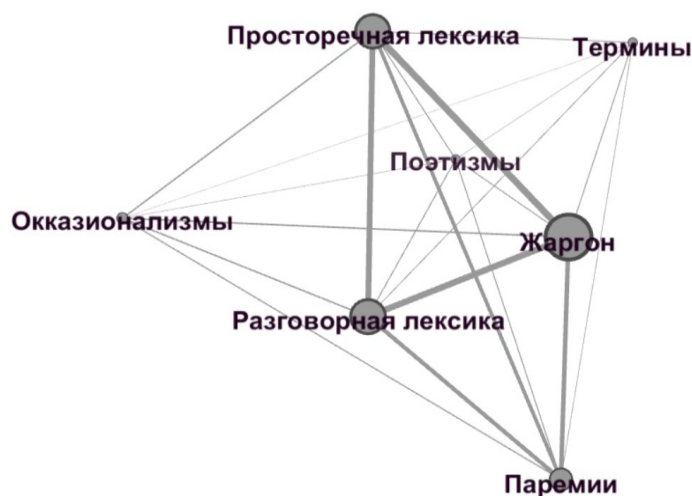 Просторечная лексика
Термины
Поэтизмы
Окказионализмы
Жаргон
Разговорная лексика
Паремии